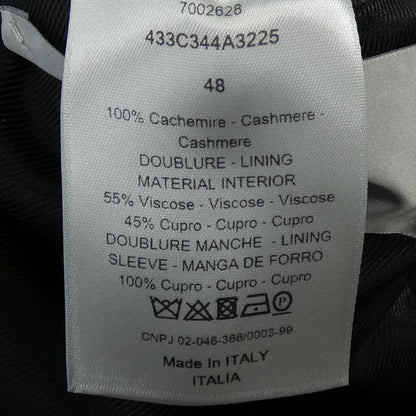 7002626
433C344A3225
48
100% Cachemire - Cashmere -
Cashmere
DOUBLURE - LINING
MATERIAL INTERIOR
55% Viscose - Viscose - Viscose
45% Cupro - Cupro - Cupro
DOUBLURE MANCHE - LINING
SLEEVE - MANGA DE FORRO
100% Cupro - Cupro - Cupro
P
CNPJ 02-046-366/0003-99
Made in ITALY
ITALIA